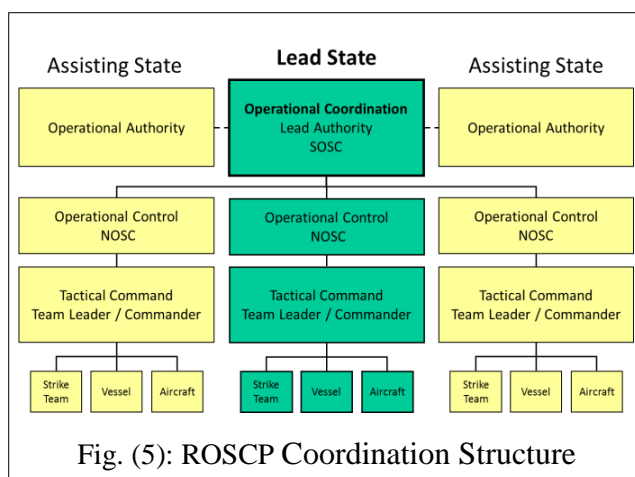 Assisting State
Lead State
Assisting State
Operational Authority
Operational Coordination
Lead Authority
SOSC
Operational Authority
Operational Control
NOSC
Operational Control
NOSC
Operational Control
NOSC
Tactical Command
Team Leader / Commander
Tactical Command
Team Leader / Commander
Tactical Command
Team Leader / Commander
Strike
Team
Vessel
Aircraft
Strike
Team
Vessel
Aircraft
Strike
Team
Vessel
Aircraft
Fig. (5): ROSCP Coordination Structure